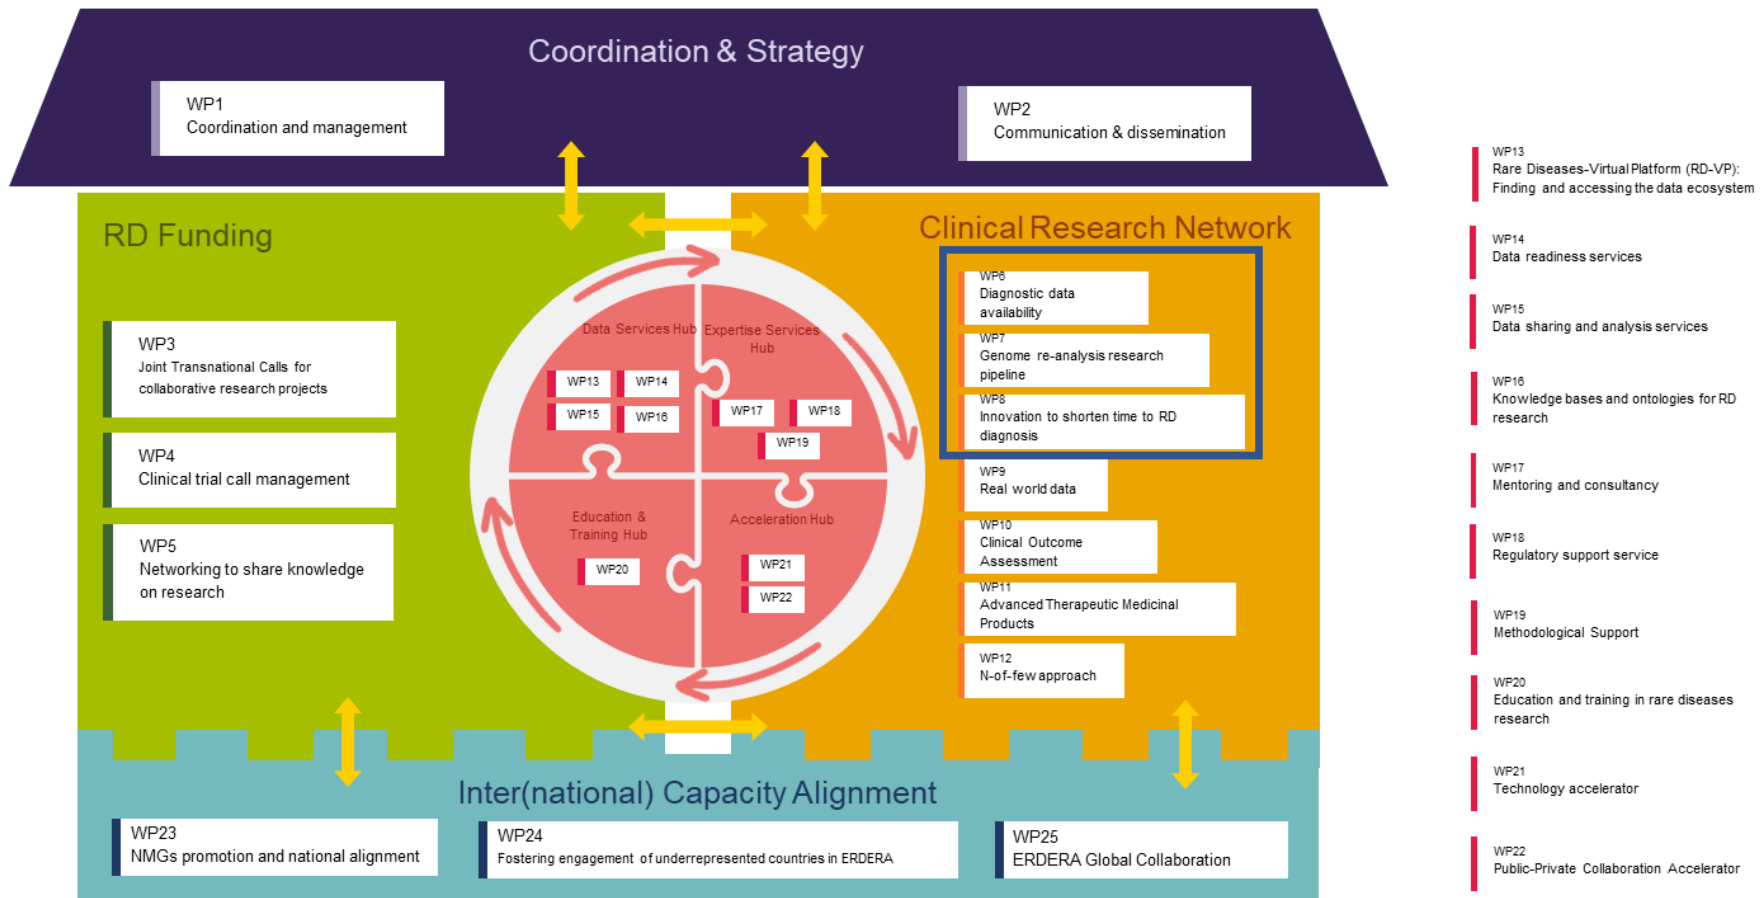 Coordination & Strategy
WP1
Coordination and management
WP2
Communication & dissemination
RD Funding
WP3
Joint Transnational Calls for
collaborative research projects
WP4
Clinical trial call management
WP5
Networking to share knowledge
on research
Data Services Hub
WP13
WP14
WP15
WP16
Expertise Services
Hub
WP17
WP18
WP19
Education &
Training Hub
WP20
Acceleration Hub
WP21
WP22
Clinical Research Network
WP6
Diagnostic data
availability
WP7
Genome re-analysis research
pipeline
WP8
Innovation to shorten time to RD
diagnosis
WP9
Real world data
WP10
Clinical Outcome
Assessment
WP11
Advanced Therapeutic Medicinal
Products
WP12
N-of-few approach
Inter(national) Capacity Alignment
WP23
NMGs promotion and national alignment
WP24
Fostering engagement of underrepresented countries in ERDERA
WP25
ERDERA Global Collaboration
WP13
Rare Diseases-Virtual Platform (RD-VP):
Finding and accessing the data ecosystem
WP14
Data readiness services
WP15
Data sharing and analysis services
WP16
Knowledge bases and ontologies for RD
research
WP17
Mentoring and consultancy
WP18
Regulatory support service
WP19
Methodological Support
WP20
Education and training in rare diseases
research
WP21
Technology accelerator
WP22
Public-Private Collaboration Accelerator